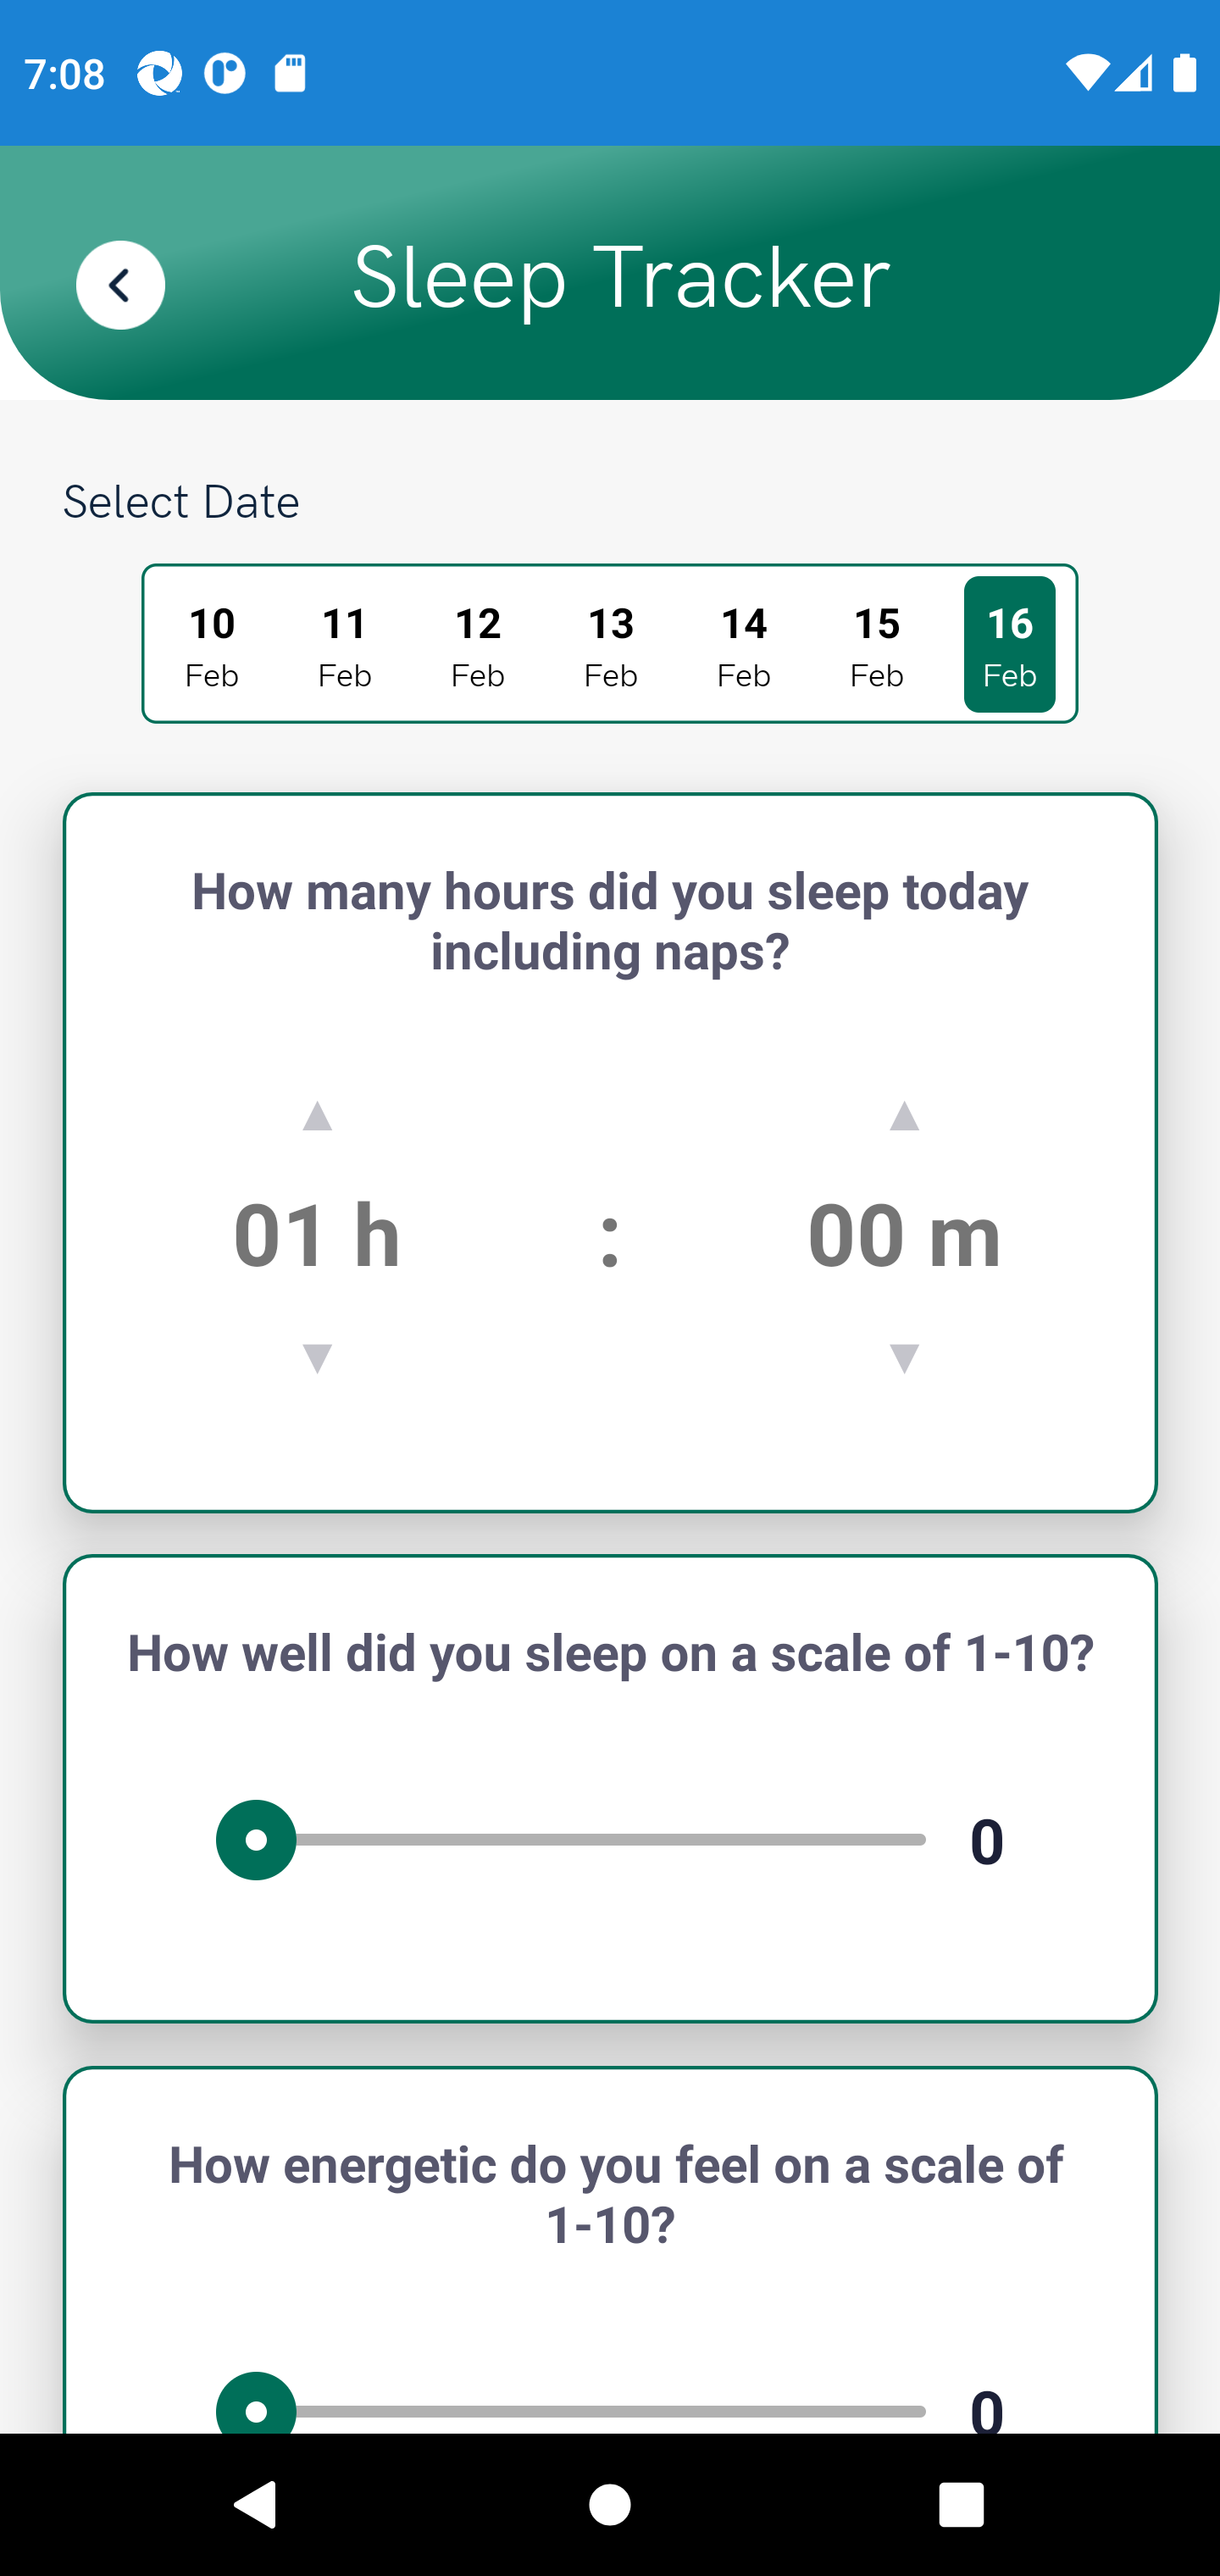 7:08
Sleep Tracker
Select Date
10 11 12 13 14 15 16
Feb Feb Feb Feb Feb Feb Feb
How many hours did you sleep today
including naps?
▲ ▲
01 h : 00 m
▼ ▼
How well did you sleep on a scale of 1-10?
0
How energetic do you feel on a scale of
1-10?
0